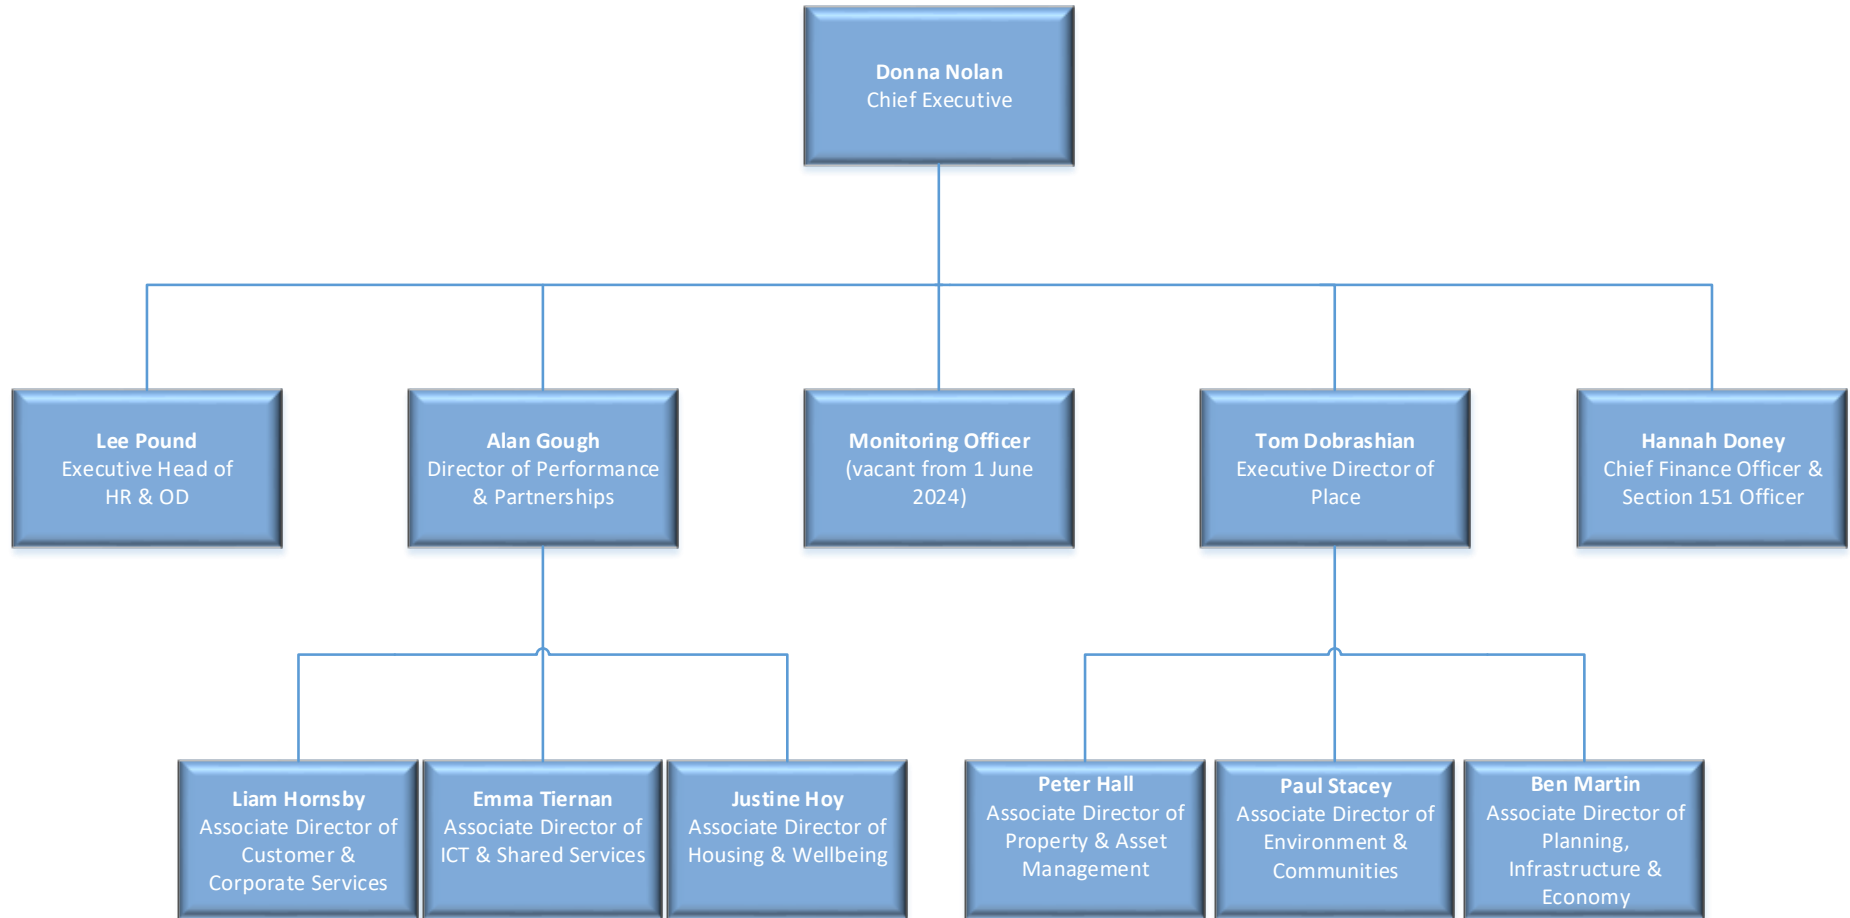 Donna Nolan
Chief Executive
Lee Pound
Executive Head of
HR & OD
Alan Gough
Director of Performance
& Partnerships
Monitoring Officer
(vacant from 1 June
2024)
Tom Dobrashian
Executive Director of
Place
Hannah Doney
Chief Finance Officer &
Section 151 Officer
Liam Hornsby
Associate Director of
Customer &
Corporate Services
Emma Tiernan
Associate Director of
ICT & Shared Services
Justine Hoy
Associate Director of
Housing & Wellbeing
Peter Hall
Associate Director of
Property & Asset
Management
Paul Stacey
Associate Director of
Environment &
Communities
Ben Martin
Associate Director of
Planning,
Infrastructure &
Economy